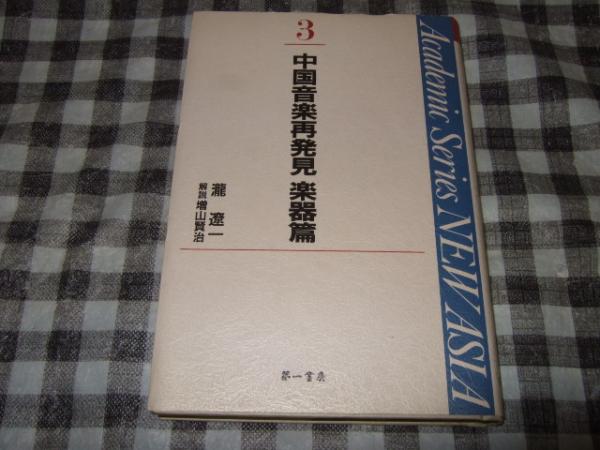 3
中国音楽再発見 楽器篇
瀧 遼一
解説 増山賢治
第一書房
Academic Series NEW ASIA